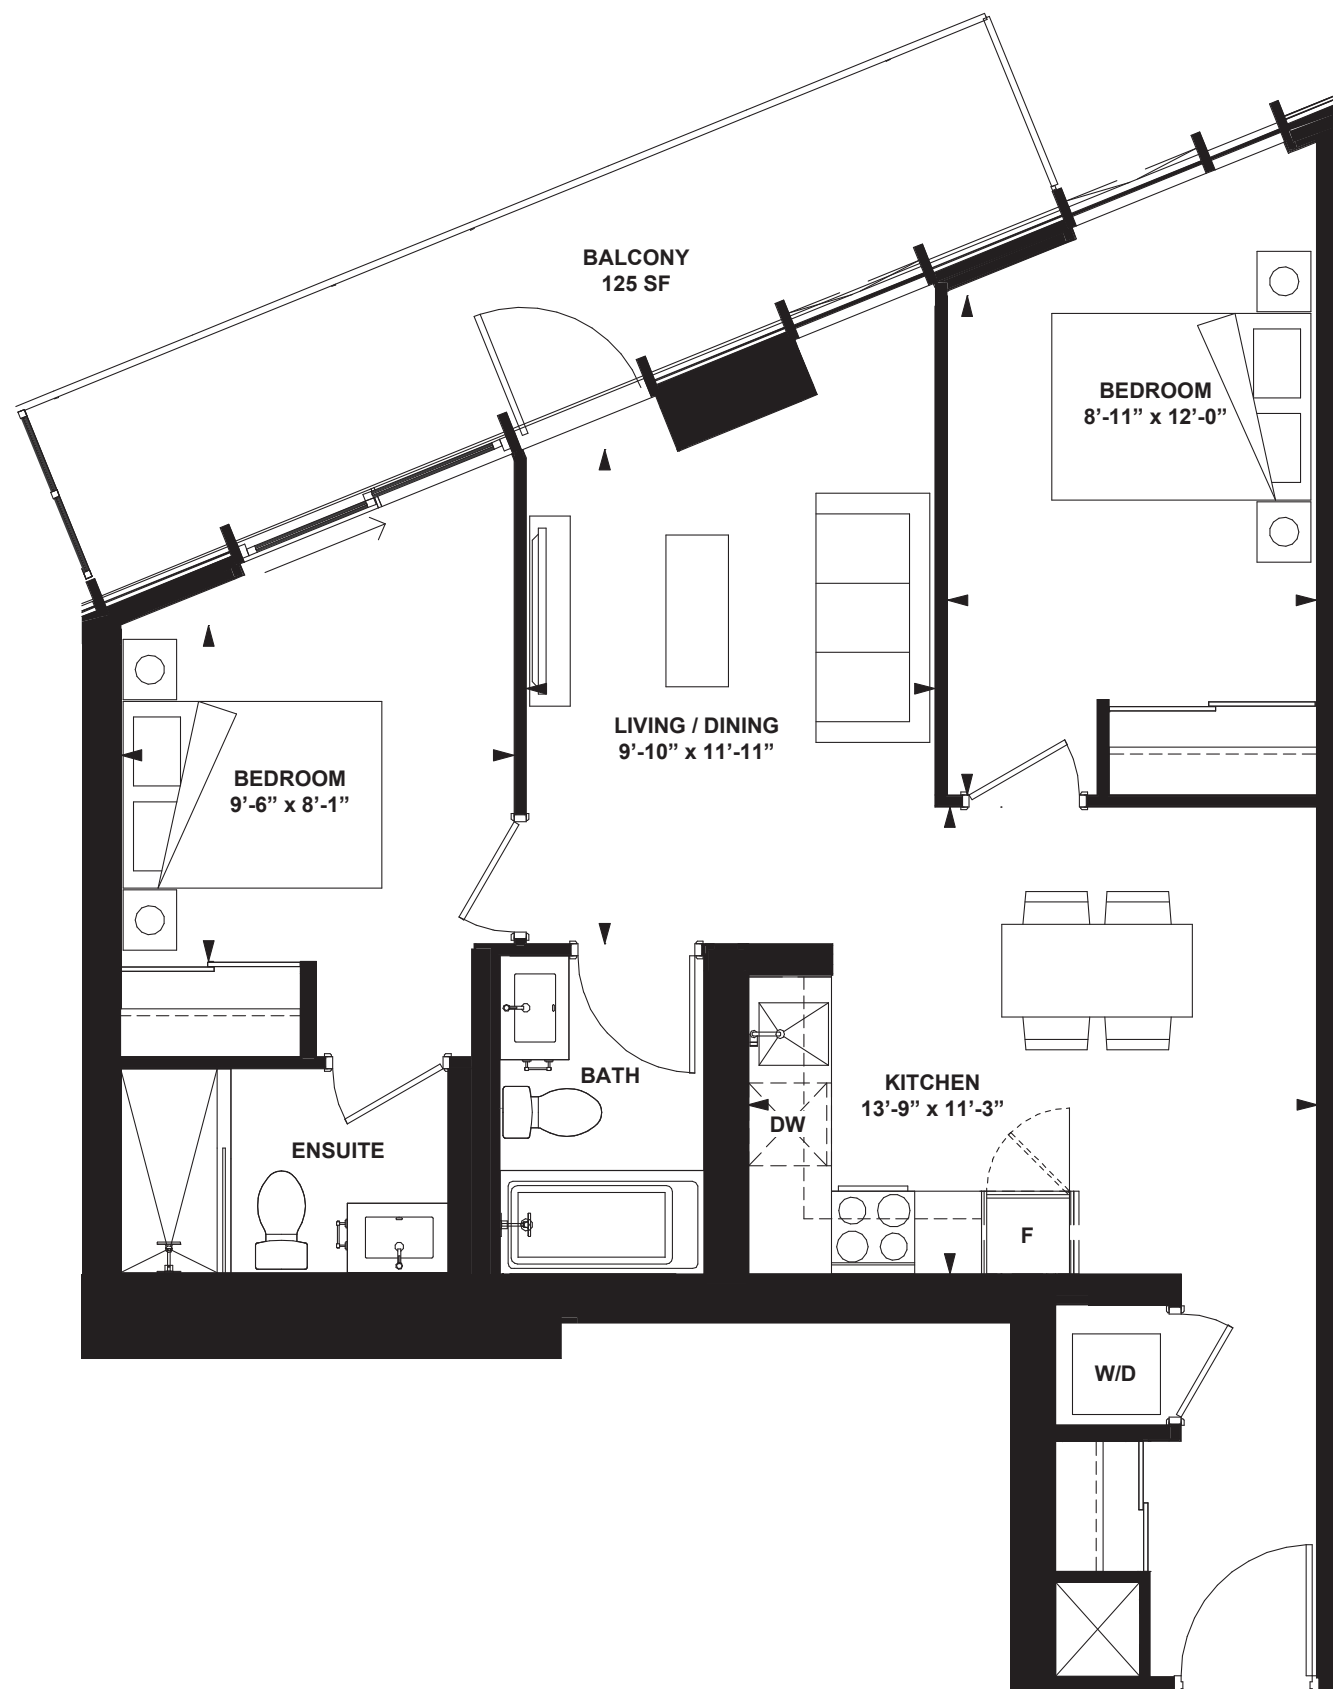 BALCONY
125 SF
BEDROOM
8’-11” x 12’-0”
LIVING / DINING
9’-10” x 11’-11”
BEDROOM
9’-6” x 8’-1”
BATH
KITCHEN
13’-9” x 11’-3”
DW
ENSUITE
F
W/D